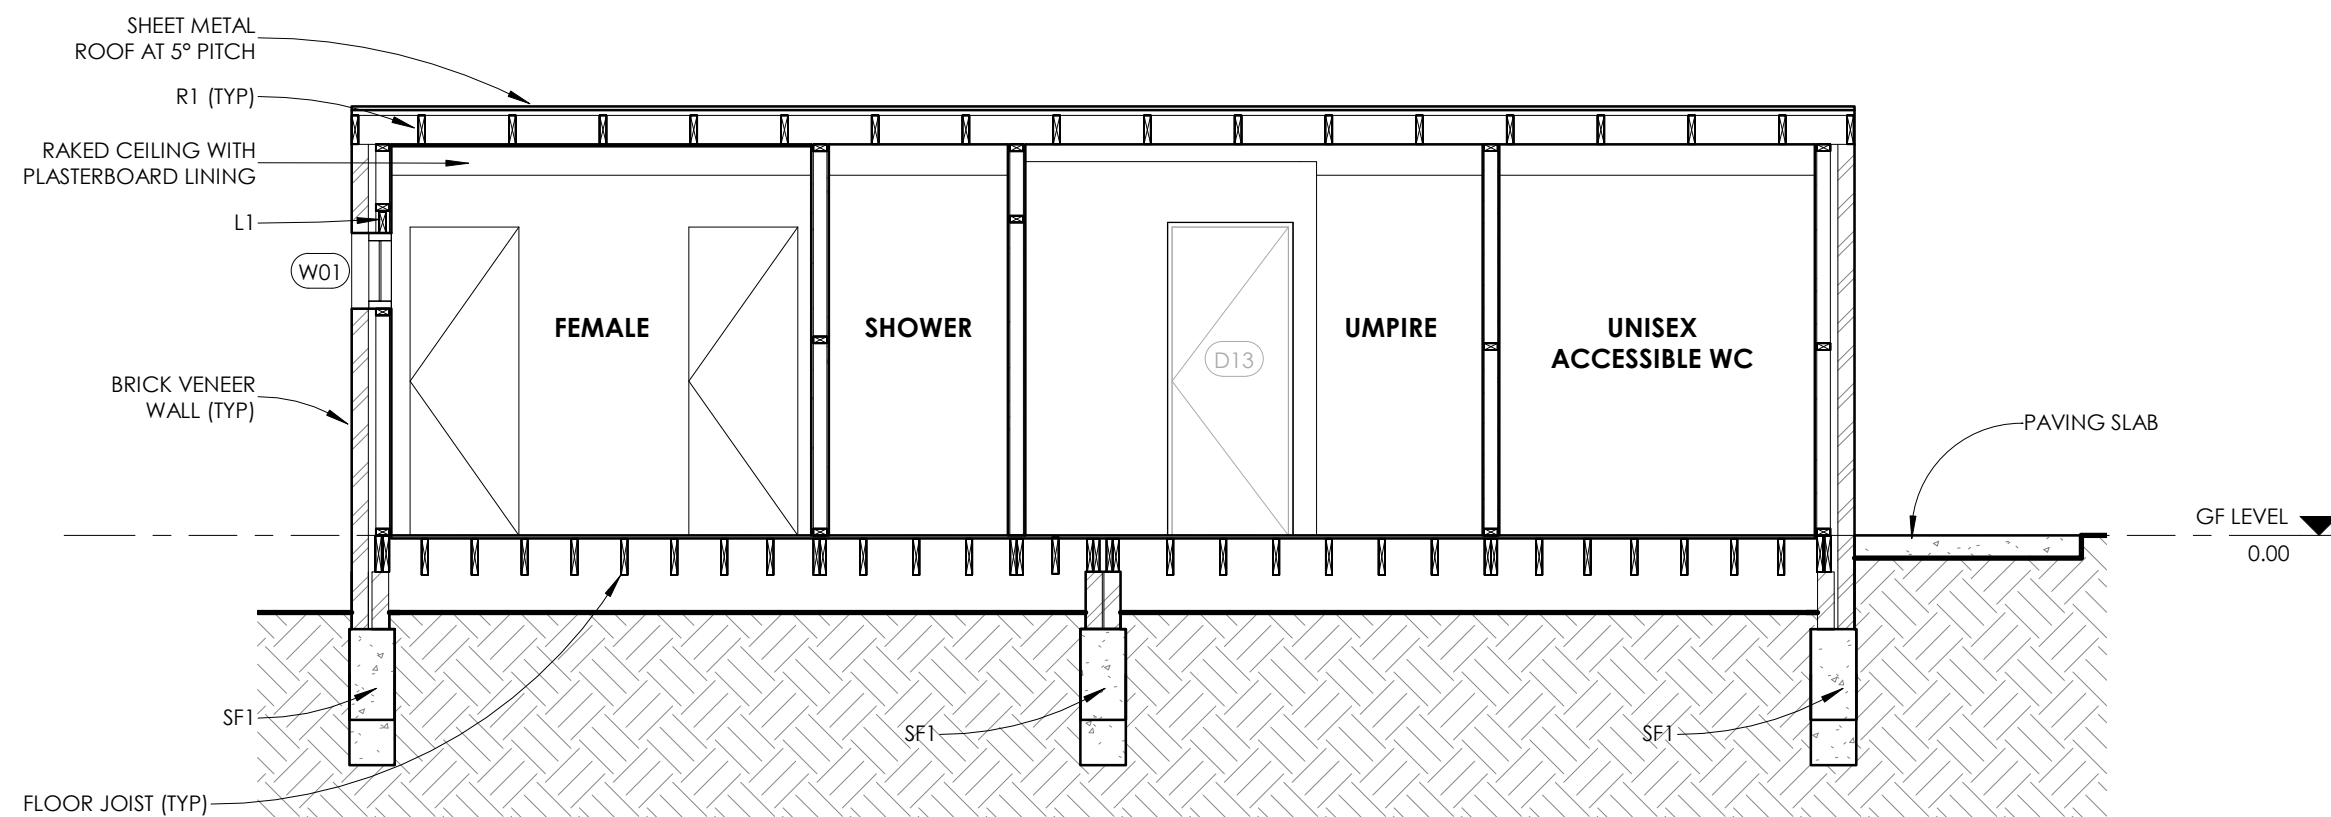 SHEET METAL
ROOF AT 5° PITCH
R1 (TYP)
RAKED CEILING WITH
PLASTERBOARD LINING
L1
W01
FEMALE
SHOWER
UMPIRE
UNISEX
ACCESSIBLE WC
D13
BRICK VENEER
WALL (TYP)
PAVING SLAB
GF LEVEL
0.00
SF1
SF1
SF1
FLOOR JOIST (TYP)